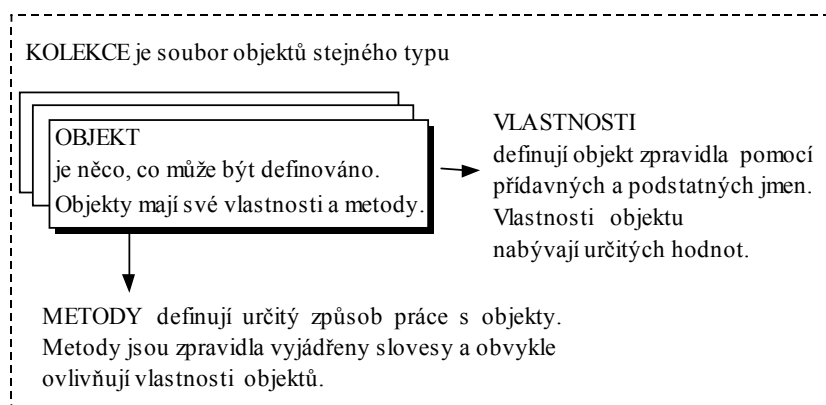 KOLEKCE je soubor objektů stejného typu
OBJEKT
je něco, co může být definováno.
Objekty mají své vlastnosti a metody.
VLASTNOSTI
definují objekt zpravidla pomocí
přídavných a podstatných jmen.
Vlastnosti objektu
nabývají určitých hodnot.
METODY definují určitý způsob práce s objekty.
Metody jsou zpravidla vyjádřeny slovesy a obvykle
ovlivňují vlastnosti objektů.